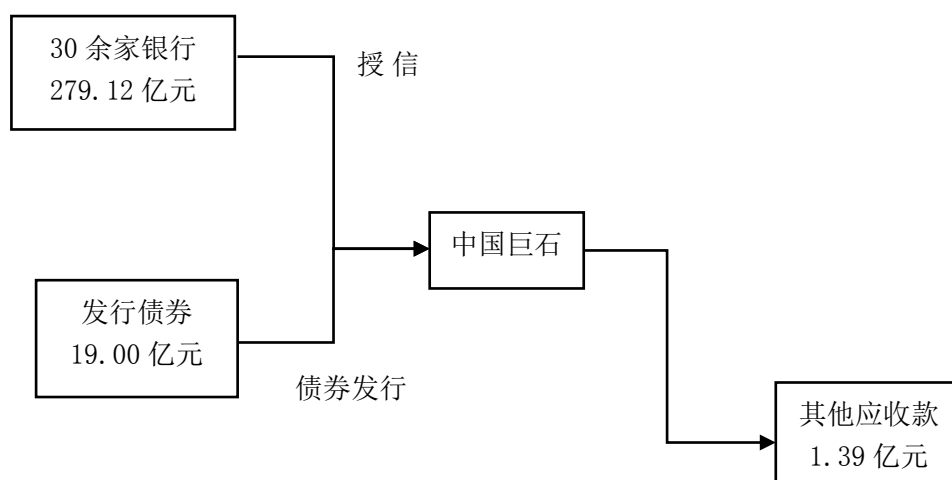 30 余家银行
279.12 亿元
授 信
中国巨石
发行债券
19.00 亿元
债券发行
其他应收款
1.39 亿元